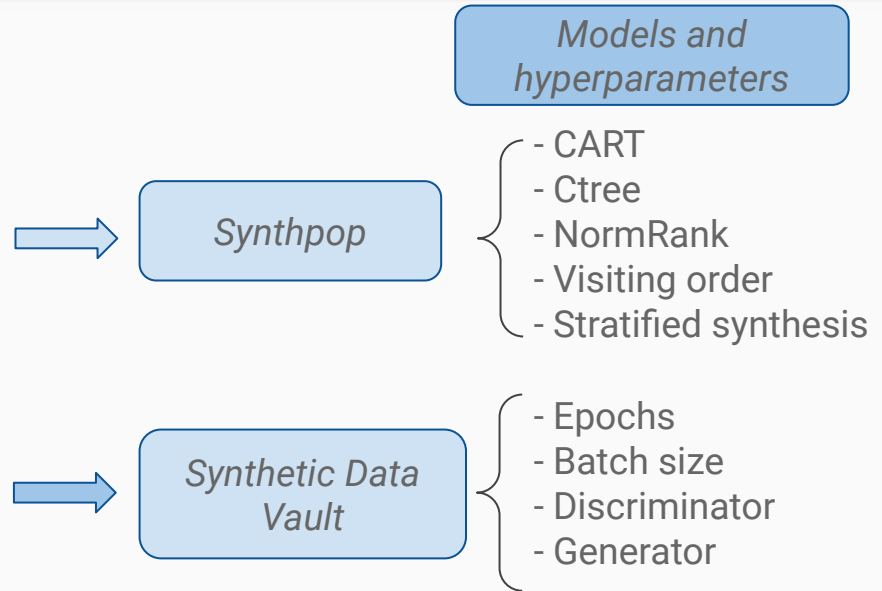 Models and
hyperparameters
Synthpop
- CART
- Ctree
- NormRank
- Visiting order
- Stratified synthesis
Synthetic Data
Vault
- Epochs
- Batch size
- Discriminator
- Generator